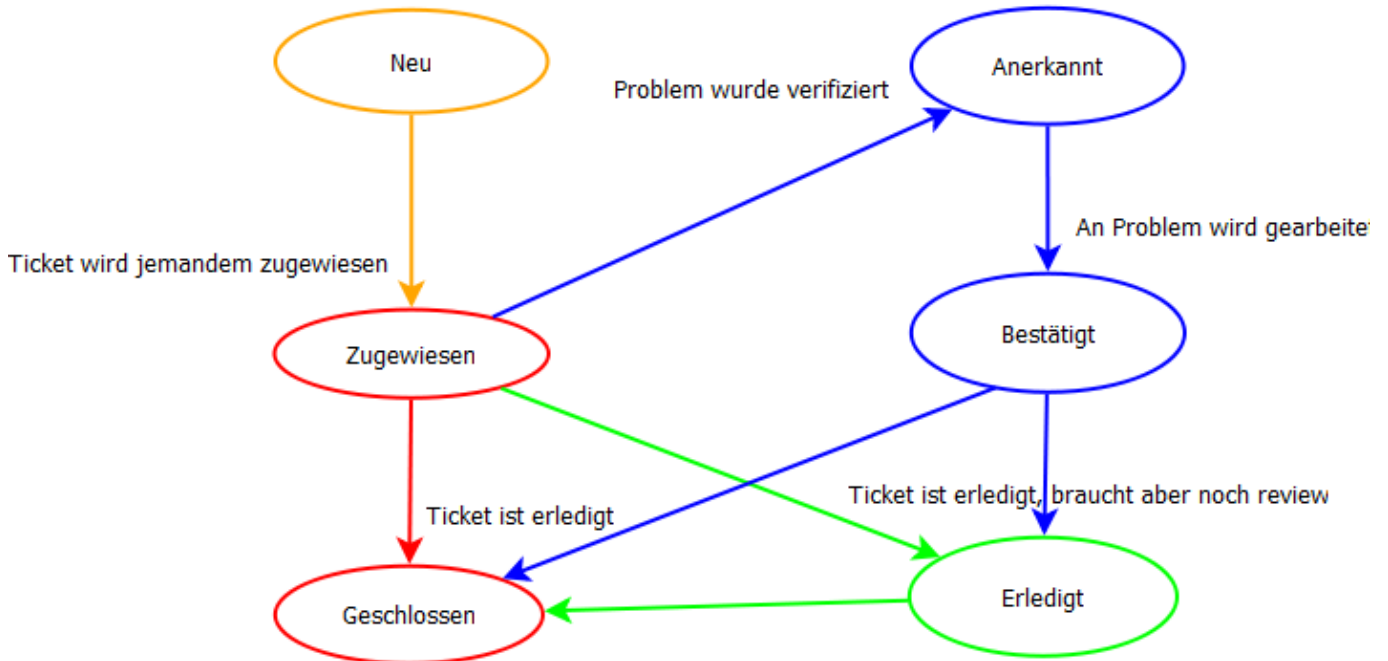 Neu
Anerkannt
Problem wurde verifiziert
An Problem wird gearbeitet
Ticket wird jemandem zugewiesen
Bestätigt
Zugewiesen
Ticket ist erledigt, braucht aber noch review
Ticket ist erledigt
Erledigt
Geschlossen